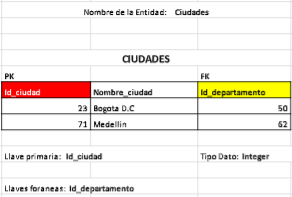 Nombre de la Entidad: Ciudades
CIUDADES
PK FK
Id_ciudad Nombre_ciudad Id_departamento
23 Bogota D.C 50
71 Medellin 62
Llave primaria: Id_ciudad Tipo Dato: Integer
Llaves foraneas: Id_departamento